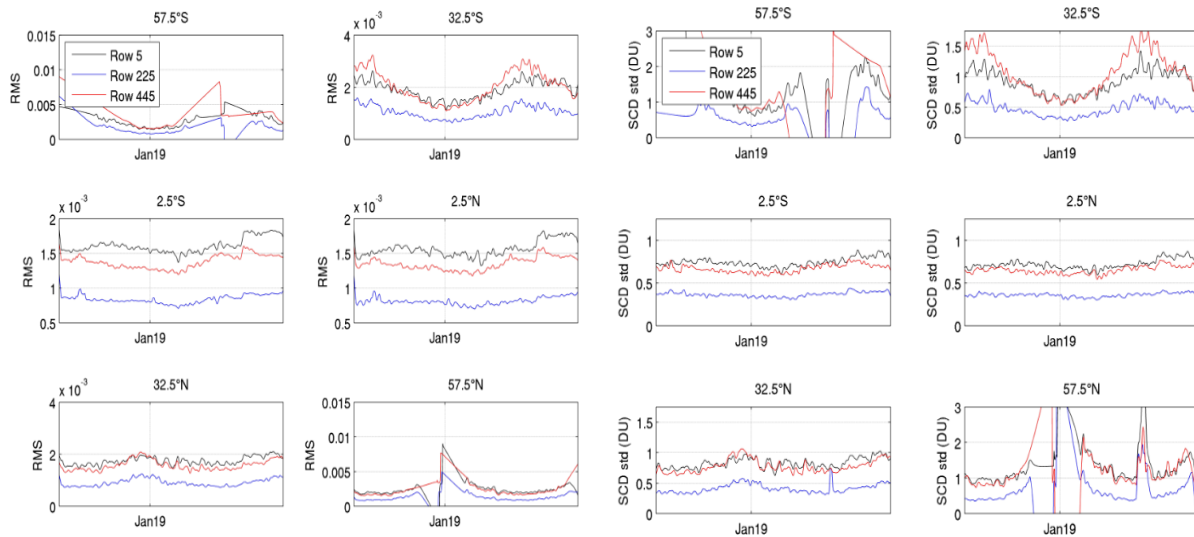 57.5°S
RMS
0.015
0.01
0.005
0
Row 5
Row 225
Row 445
Jan19
32.5°S
x 10⁻³
RMS
4
2
0
Jan19
57.5°S
SCD std (DU)
3
2
1
0
Row 5
Row 225
Row 445
Jan19
32.5°S
SCD std (DU)
1.5
1
0.5
0
Jan19
2.5°S
x 10⁻³
RMS
2
1.5
1
0.5
Jan19
2.5°N
x 10⁻³
RMS
2
1.5
1
0.5
Jan19
2.5°S
SCD std (DU)
1
0.5
0
Jan19
2.5°N
SCD std (DU)
1
0.5
0
Jan19
32.5°N
x 10⁻³
RMS
4
2
0
Jan19
57.5°N
RMS
0.015
0.01
0.005
0
Jan19
32.5°N
SCD std (DU)
1.5
1
0.5
0
Jan19
57.5°N
SCD std (DU)
3
2
1
0
Jan19